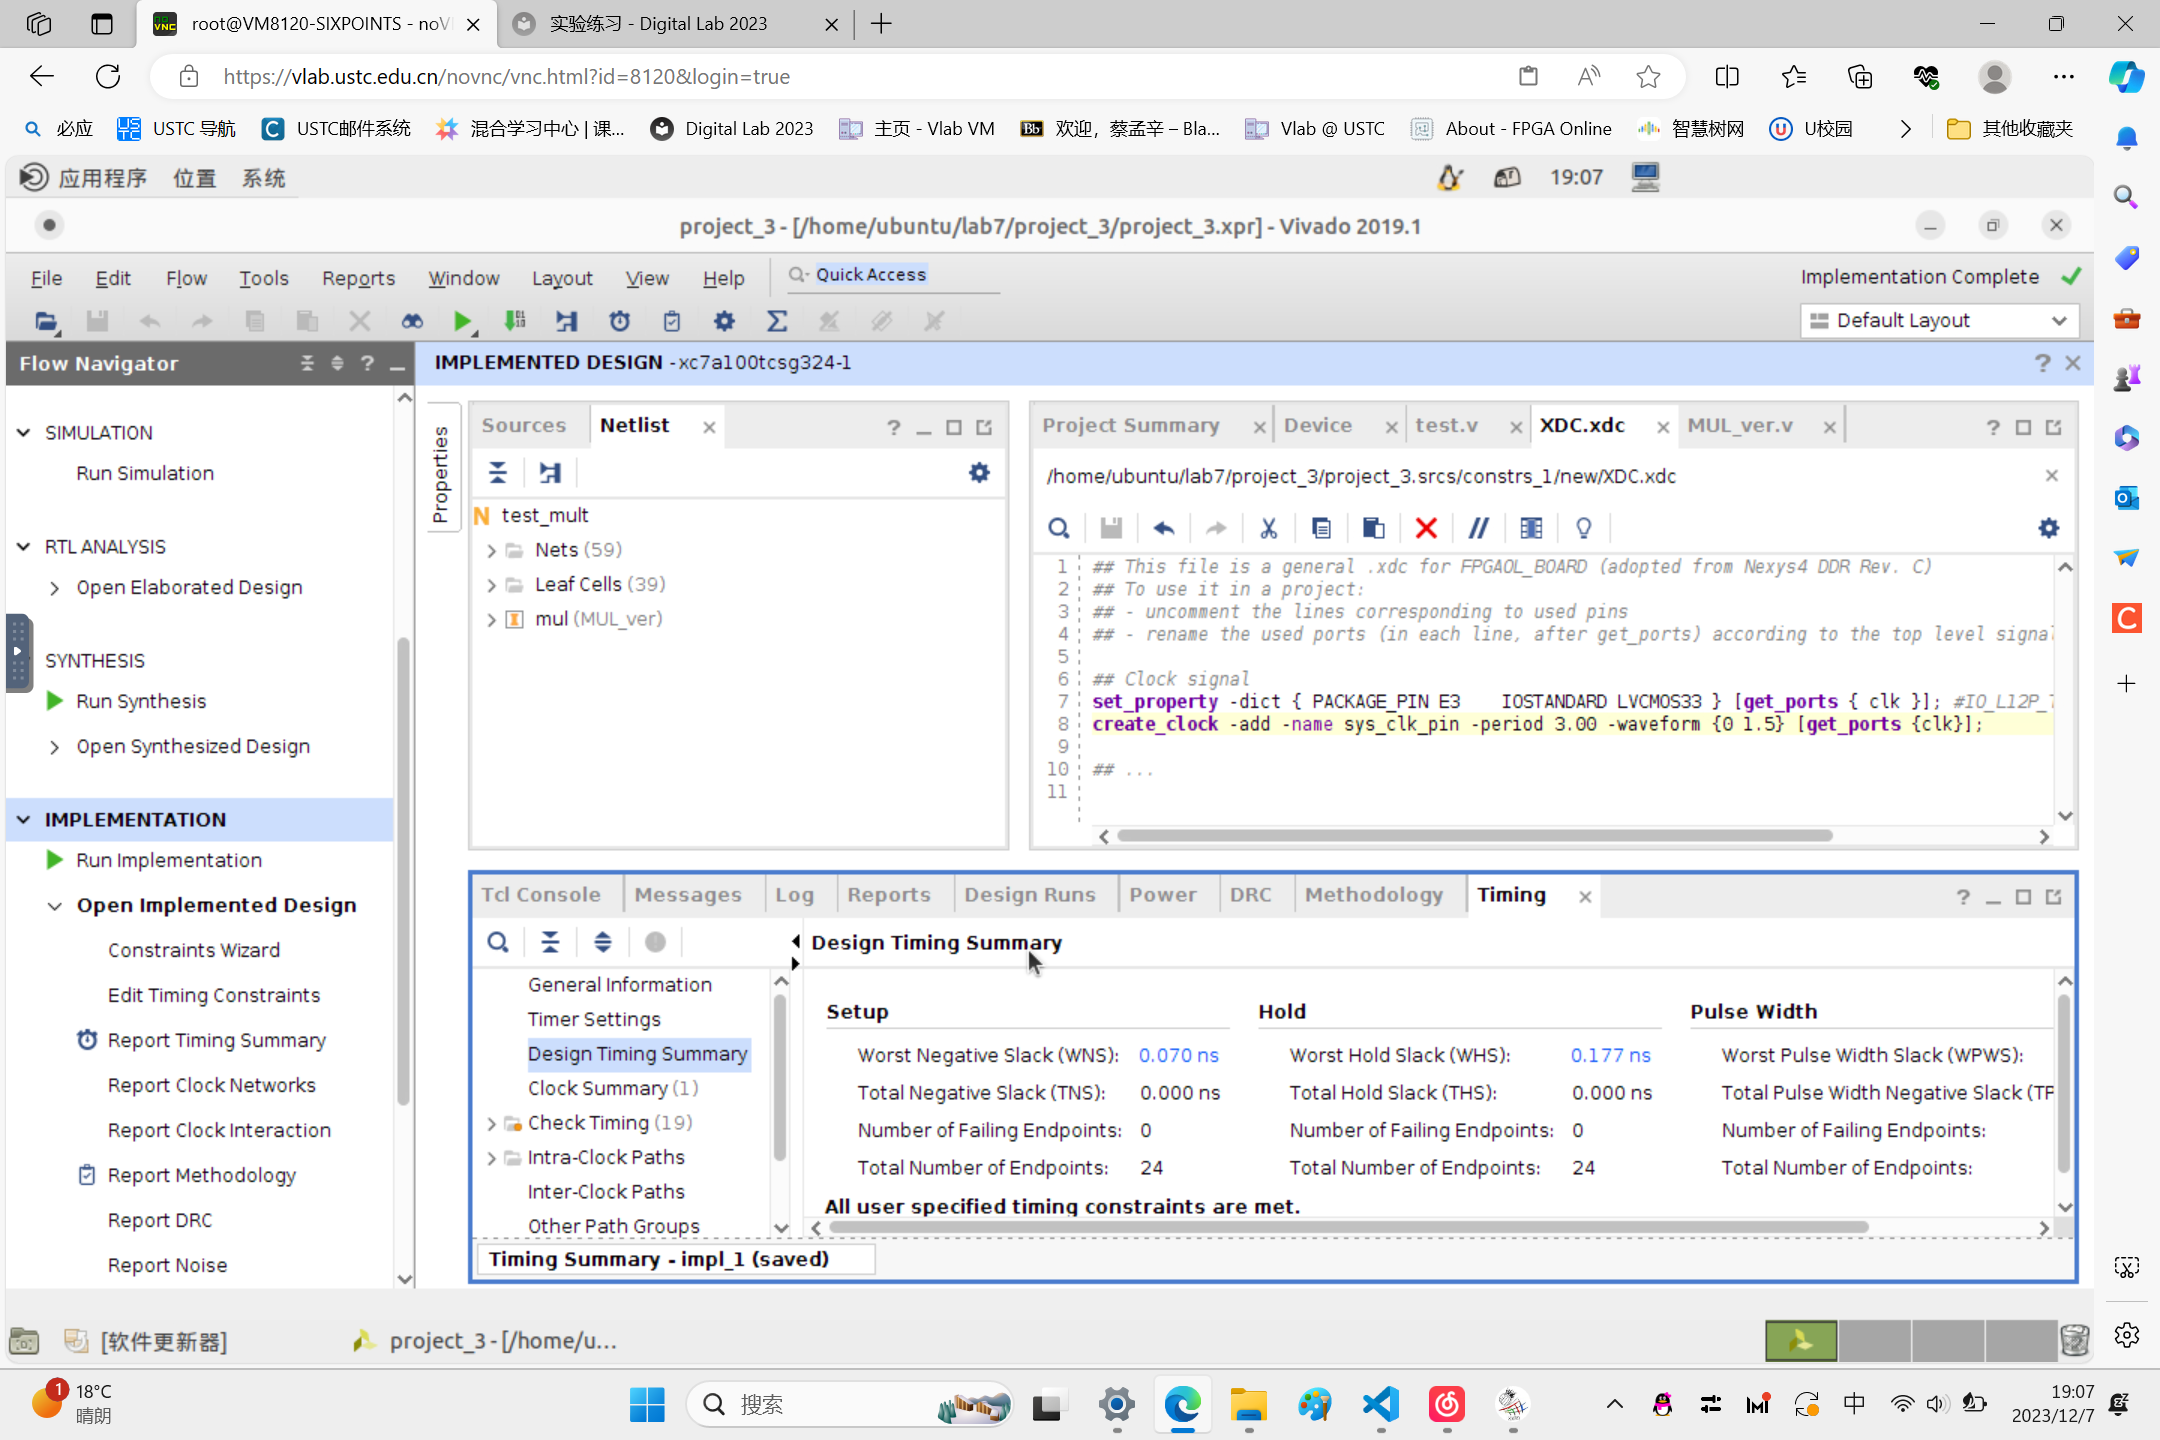 root@VM8120-SIXPOINTS - noV
实验练习 - Digital Lab 2023
https://vlab.ustc.edu.cn/novnc/vnc.html?id=8120&login=true
必应
USTC 导航
USTC邮件系统
混合学习中心 | 课...
Digital Lab 2023
主页 - Vlab VM
Bb
欢迎，蔡孟辛 – Bla...
Vlab @ USTC
About - FPGA Online
智慧树网
U校园
其他收藏夹
应用程序 位置 系统
19:07
project_3 - [/home/ubuntu/lab7/project_3/project_3.xpr] - Vivado 2019.1
File Edit Flow Tools Reports Window Layout View Help
Quick Access
Implementation Complete
Default Layout
Flow Navigator
IMPLEMENTED DESIGN - xc7a100tcsg324-1
SIMULATION
Run Simulation
RTL ANALYSIS
Open Elaborated Design
SYNTHESIS
Run Synthesis
Open Synthesized Design
IMPLEMENTATION
Run Implementation
Open Implemented Design
Constraints Wizard
Edit Timing Constraints
Report Timing Summary
Report Clock Networks
Report Clock Interaction
Report Methodology
Report DRC
Report Noise
Properties
Sources
Netlist
test_mult
Nets (59)
Leaf Cells (39)
mul (MUL_ver)
Project Summary
Device
test.v
XDC.xdc
MUL_ver.v
/home/ubuntu/lab7/project_3/project_3.srcs/constrs_1/new/XDC.xdc
1 ## This file is a general .xdc for FPGAOL_BOARD (adopted from Nexys4 DDR Rev. C)
2 ## To use it in a project:
3 ## - uncomment the lines corresponding to used pins
4 ## - rename the used ports (in each line, after get_ports) according to the top level signal
5
6 ## Clock signal
7 set_property -dict { PACKAGE_PIN E3 IOSTANDARD LVCMOS33 } [get_ports { clk }]; #IO_L12P_
8 create_clock -add -name sys_clk_pin -period 3.00 -waveform {0 1.5} [get_ports {clk}];
9
10 ## ...
11
Tcl Console
Messages
Log
Reports
Design Runs
Power
DRC
Methodology
Timing
General Information
Timer Settings
Design Timing Summary
Clock Summary (1)
Check Timing (19)
Intra-Clock Paths
Inter-Clock Paths
Other Path Groups
Design Timing Summary
Setup
Worst Negative Slack (WNS): 0.070 ns
Total Negative Slack (TNS): 0.000 ns
Number of Failing Endpoints: 0
Total Number of Endpoints: 24
Hold
Worst Hold Slack (WHS): 0.177 ns
Total Hold Slack (THS): 0.000 ns
Number of Failing Endpoints: 0
Total Number of Endpoints: 24
Pulse Width
Worst Pulse Width Slack (WPWS):
Total Pulse Width Negative Slack (TP
Number of Failing Endpoints:
Total Number of Endpoints:
All user specified timing constraints are met.
Timing Summary - impl_1 (saved)
[软件更新器]
project_3 - [/home/u...
1
18°C
晴朗
搜索
中
19:07
2023/12/7